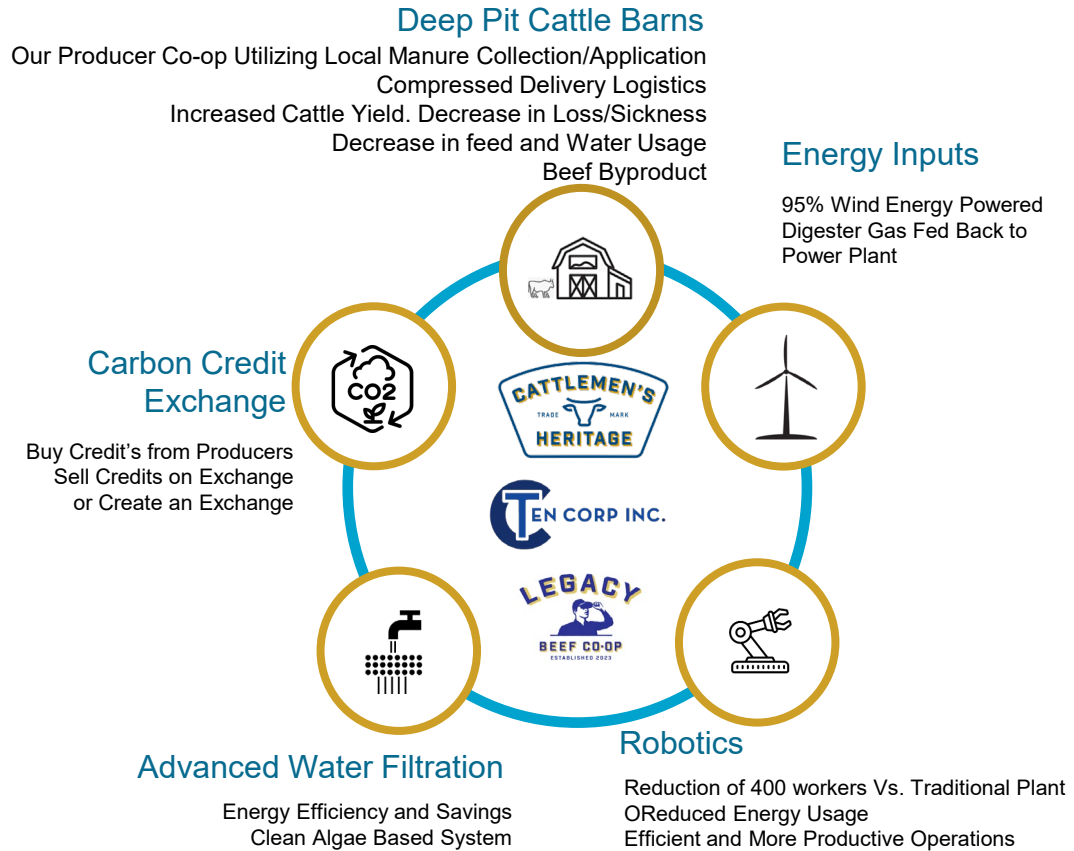 Deep Pit Cattle Barns
Our Producer Co-op Utilizing Local Manure Collection/Application
Compressed Delivery Logistics
Increased Cattle Yield. Decrease in Loss/Sickness
Decrease in feed and Water Usage
Beef Byproduct
Energy Inputs
95% Wind Energy Powered
Digester Gas Fed Back to
Power Plant
Carbon Credit
Exchange
Buy Credit’s from Producers
Sell Credits on Exchange
or Create an Exchange
CO2
CATTLEMEN'S
TRADE MARK
HERITAGE
CTEN CORP INC.
LEGACY
BEEF CO-OP
ESTABLISHED 2023
Advanced Water Filtration
Energy Efficiency and Savings
Clean Algae Based System
Robotics
Reduction of 400 workers Vs. Traditional Plant
OReduced Energy Usage
Efficient and More Productive Operations